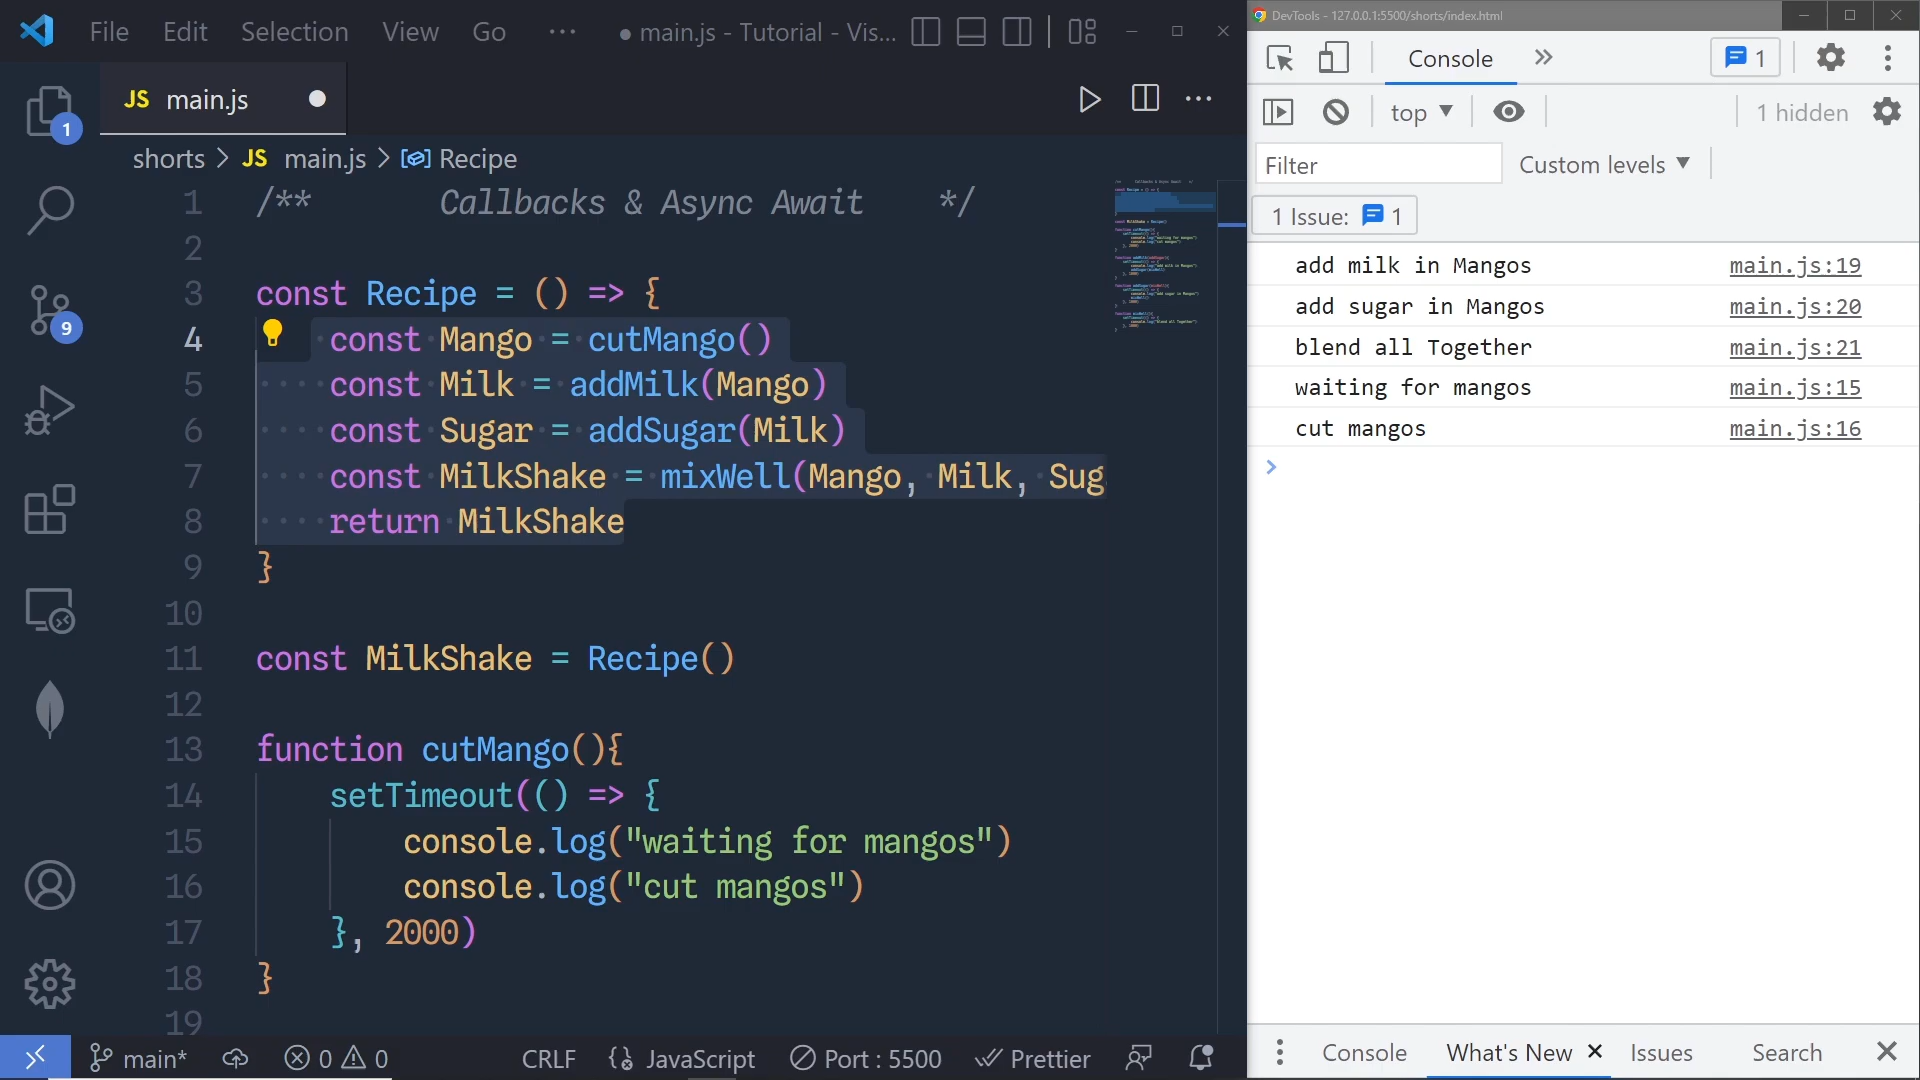 File Edit Selection View Go ··· ● main.js - Tutorial - Vis...
JS main.js
shorts > JS main.js > Recipe
1 /** Callbacks & Async Await */
2
3 const Recipe = () => {
4 const Mango = cutMango()
5 const Milk = addMilk(Mango)
6 const Sugar = addSugar(Milk)
7 const MilkShake = mixWell(Mango, Milk, Sug
8 return MilkShake
9 }
10
11 const MilkShake = Recipe()
12
13 function cutMango(){
14 setTimeout(() => {
15 console.log("waiting for mangos")
16 console.log("cut mangos")
17 }, 2000)
18 }
19
1
9
main* 0 0 CRLF JavaScript Port : 5500 Prettier
DevTools - 127.0.0.1:5500/shorts/index.html
Console » 1
top 1 hidden
Filter Custom levels
1 Issue: 1
add milk in Mangos main.js:19
add sugar in Mangos main.js:20
blend all Together main.js:21
waiting for mangos main.js:15
cut mangos main.js:16
>
Console What's New × Issues Search